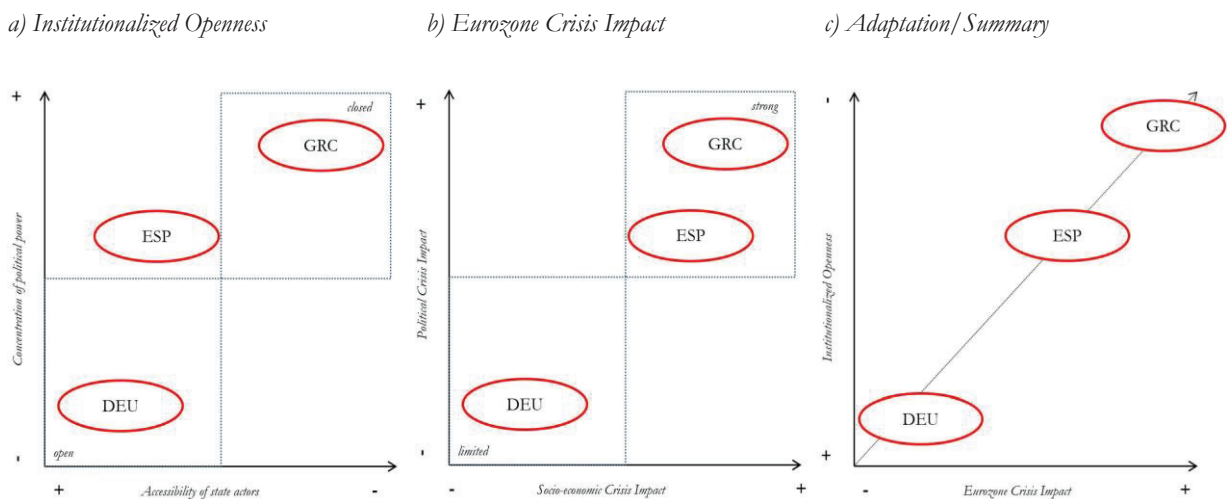 a) Institutionalized Openness
+
closed
GRC
ESP
Concentration of political power
DEU
-
open
+
Accessibility of state actors
-
b) Eurozone Crisis Impact
+
strong
GRC
ESP
Political Crisis Impact
DEU
-
limited
-
Socio-economic Crisis Impact
+
c) Adaptation/Summary
-
GRC
ESP
Institutionalized Openness
DEU
+
-
Eurozone Crisis Impact
+